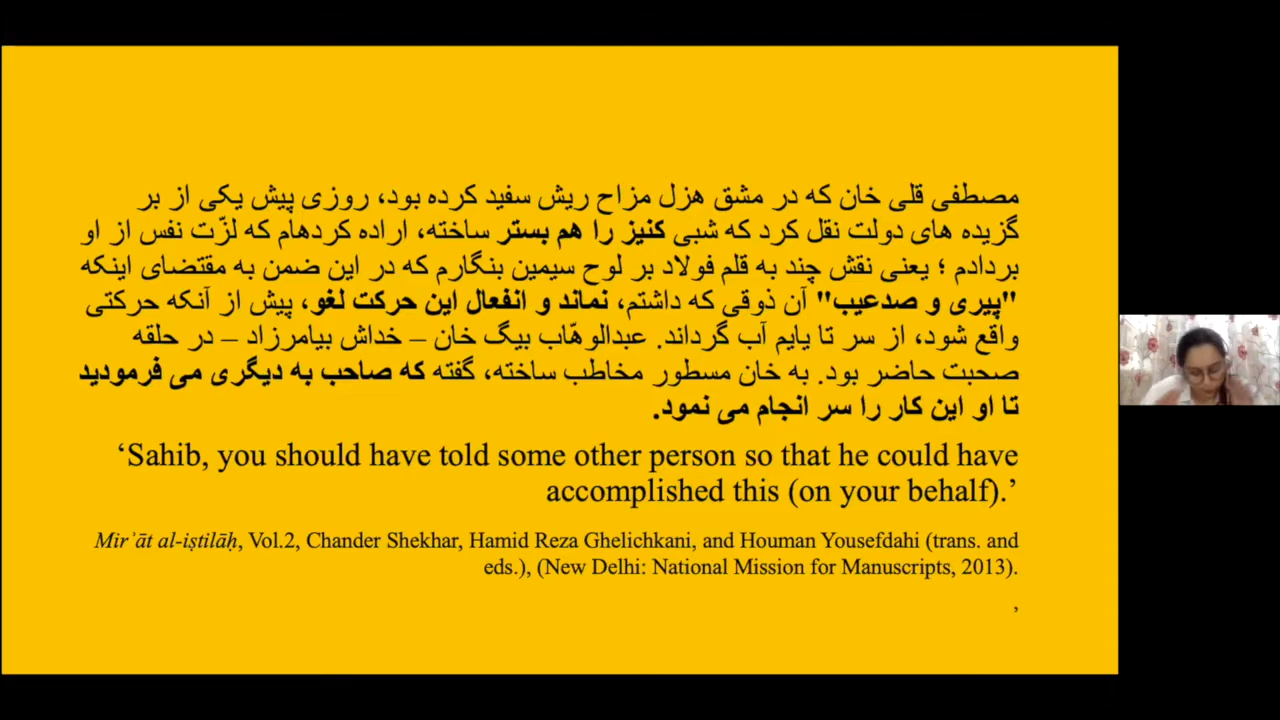 مصطفی قلی خان که در مشق هزل مزاح ریش سفید کرده بود، روزی پیش یکی از بر
گزیده های دولت نقل کرد که شبی کنیز را هم بستر ساخته، اراده کردهام که لزّت نفس از او
بردادم ؛ یعنی نقش چند به قلم فولاد بر لوح سیمین بنگارم که در این ضمن به مقتضای اینکه
"پیری و صدعیب" آن ذوقی که داشتم، نماند و انفعال این حرکت لغو، پیش از آنکه حرکتی
واقع شود، از سر تا پایم آب گرداند. عبدالوهّاب بیگ خان – خداش بیامرزاد – در حلقه
صحبت حاضر بود. به خان مسطور مخاطب ساخته، گفته که صاحب به دیگری می فرمودید
تا او این کار را سر انجام می نمود.
‘Sahib, you should have told some other person so that he could have
accomplished this (on your behalf).’
Mirʾāt al-iṣtilāḥ, Vol.2, Chander Shekhar, Hamid Reza Ghelichkani, and Houman Yousefdahi (trans. and
eds.), (New Delhi: National Mission for Manuscripts, 2013).
,